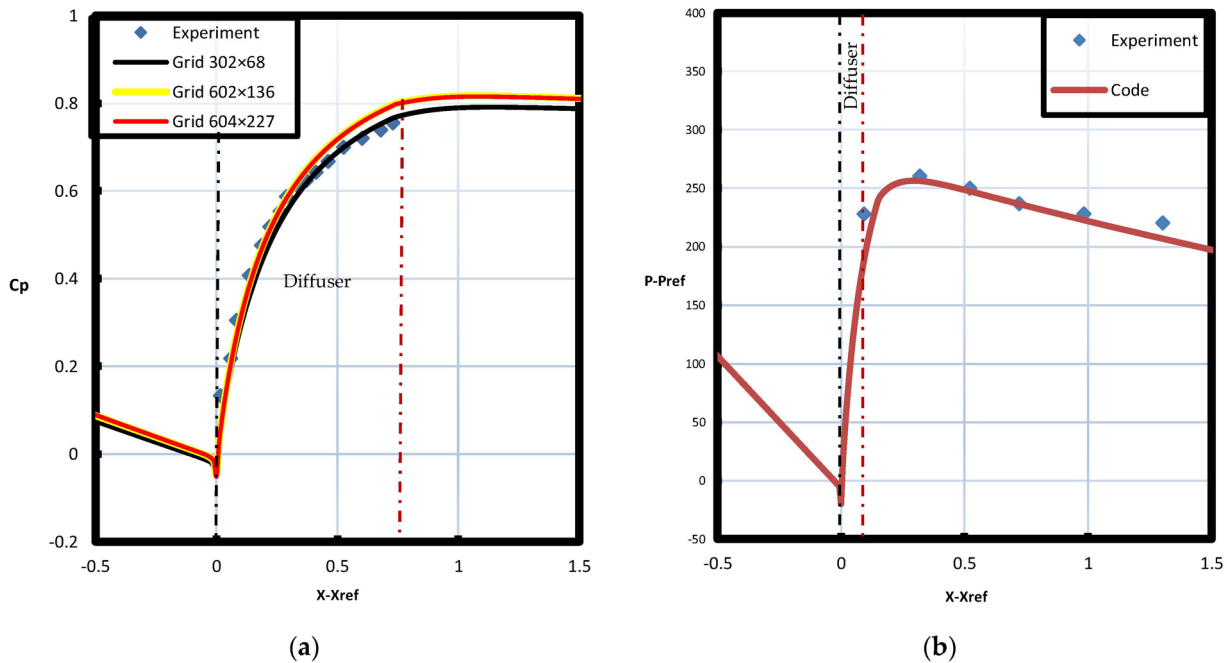 1
0.8
0.6
0.4
0.2
0
-0.2
Cp
Experiment
Grid 302×68
Grid 602×136
Grid 604×227
Diffuser
-0.5
0
0.5
1
1.5
X-Xref
(a)
400
350
300
250
200
150
100
50
0
-50
P-Pref
Diffuser
Experiment
Code
-0.5
0
0.5
1
1.5
X-Xref
(b)